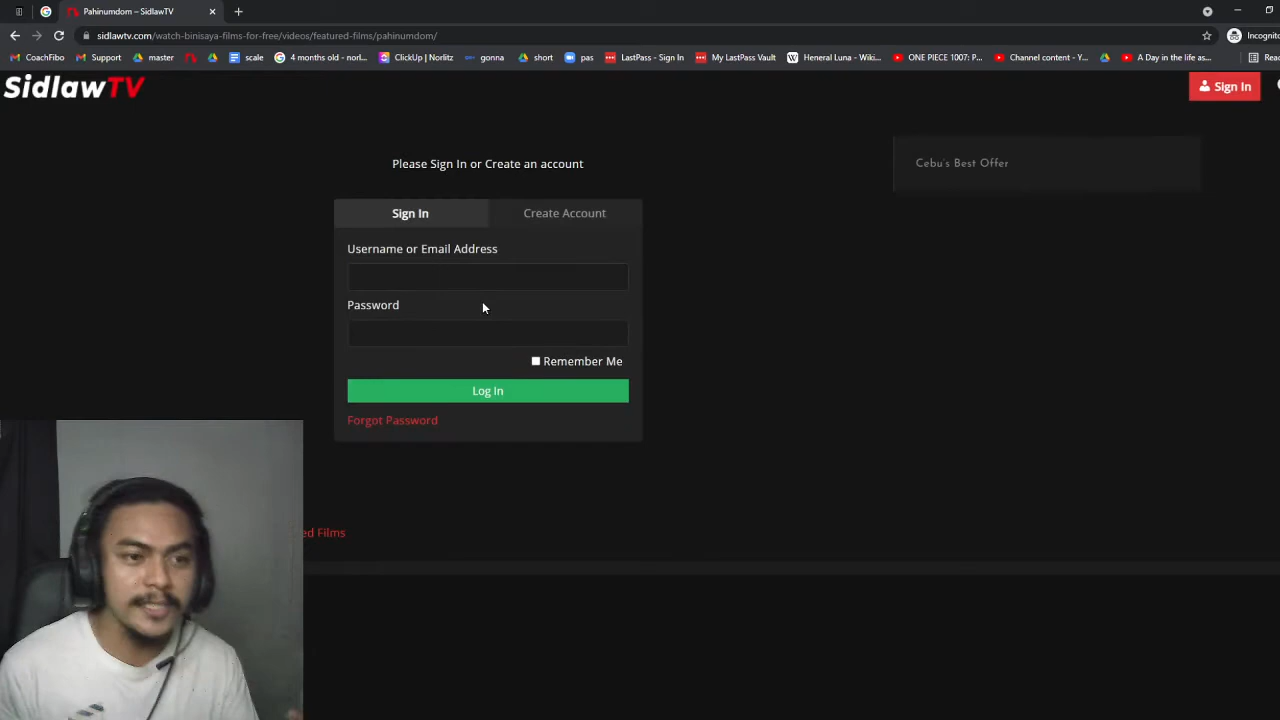 Pahinumdom – SidlawTV
sidlawtv.com/watch-binisaya-films-for-free/videos/featured-films/pahinumdom/
Incognito
CoachFibo
Support
master
scale
4 months old - norl...
ClickUp | Norlitz
gonna
short
pas
LastPass - Sign In
My LastPass Vault
Heneral Luna - Wiki...
ONE PIECE 1007: P...
Channel content - Y...
A Day in the life as...
SidlawTV
Sign In
Please Sign In or Create an account
Cebu's Best Offer
Sign In
Create Account
Username or Email Address
Password
Remember Me
Log In
Forgot Password
ed Films